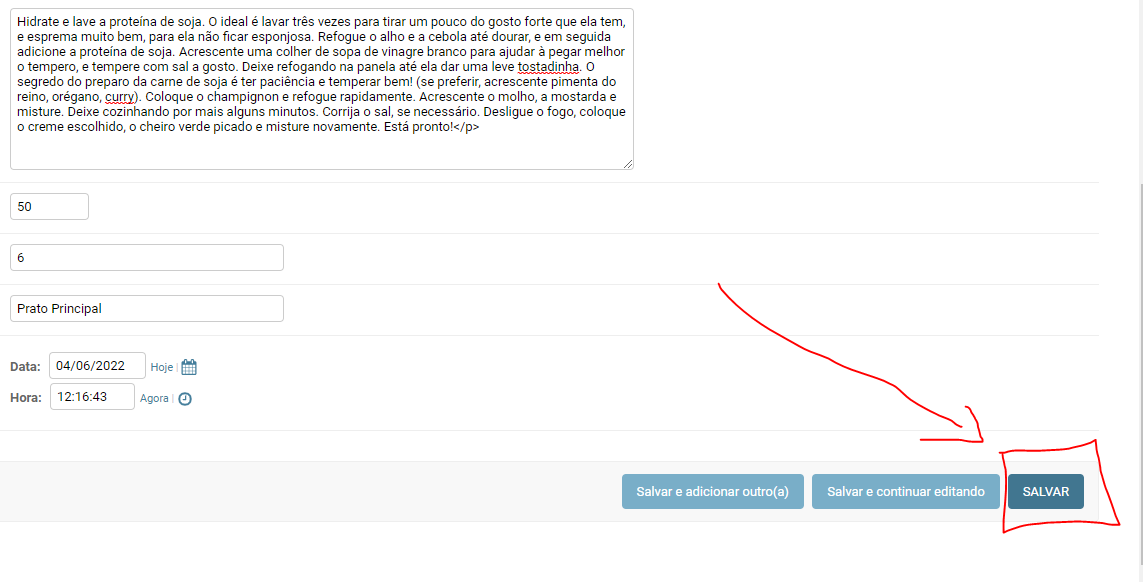 Hidrate e lave a proteína de soja. O ideal é lavar três vezes para tirar um pouco do gosto forte que ela tem,
e esprema muito bem, para ela não ficar esponjosa. Refogue o alho e a cebola até dourar, e em seguida
adicione a proteína de soja. Acrescente uma colher de sopa de vinagre branco para ajudar à pegar melhor
o tempero, e tempere com sal a gosto. Deixe refogando na panela até ela dar uma leve tostadinha. O
segredo do preparo da carne de soja é ter paciência e temperar bem! (se preferir, acrescente pimenta do
reino, orégano, curry). Coloque o champignon e refogue rapidamente. Acrescente o molho, a mostarda e
misture. Deixe cozinhando por mais alguns minutos. Corrija o sal, se necessário. Desligue o fogo, coloque
o creme escolhido, o cheiro verde picado e misture novamente. Está pronto!</p>
50
6
Prato Principal
Data: 04/06/2022 Hoje |
Hora: 12:16:43 Agora |
Salvar e adicionar outro(a) Salvar e continuar editando SALVAR